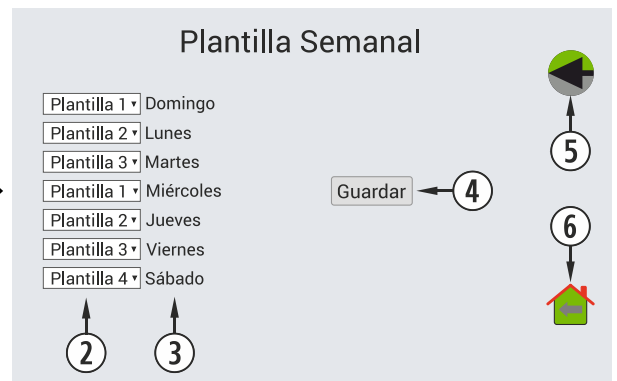 Plantilla Semanal
Plantilla 1 Domingo
Plantilla 2 Lunes
Plantilla 3 Martes
Plantilla 1 Miércoles
Plantilla 2 Jueves
Plantilla 3 Viernes
Plantilla 4 Sábado
Guardar
4
5
6
2
3